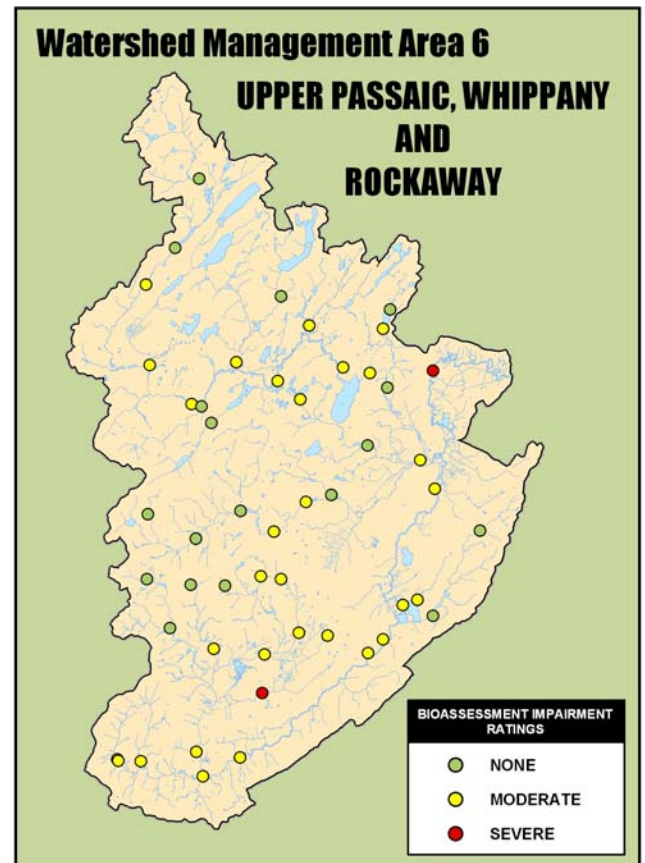 Watershed Management Area 6
UPPER PASSAIC, WHIPPANY
AND
ROCKAWAY
BIOASSESSMENT IMPAIRMENT
RATINGS
NONE
MODERATE
SEVERE